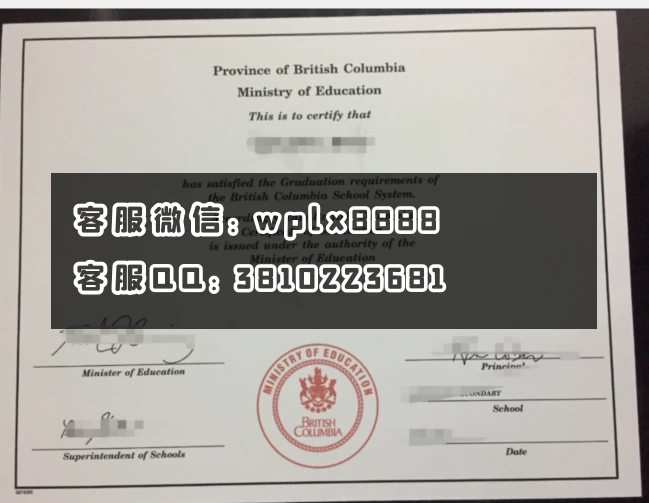 Province of British Columbia
Ministry of Education
This is to certify that
has satisfied the Graduation requirements of
the British Columbia School System.
客服微信: wplx8888
is issued under the authority of the
Minister of Education
客服QQ: 3810223681
Minister of Education
Principal
ONDARY
School
MINISTRY OF EDUCATION
BRITISH
COLUMBIA
Superintendent of Schools
Date